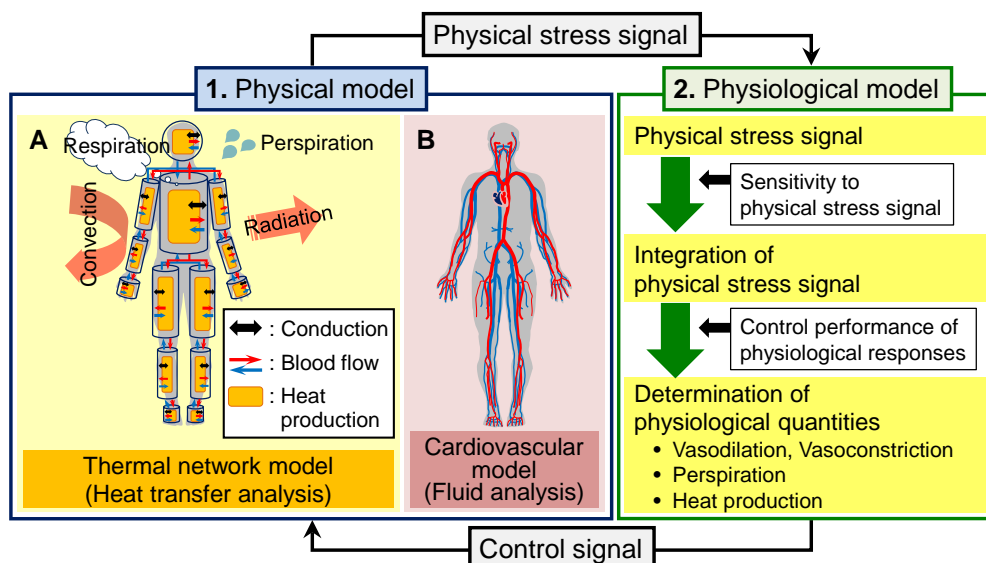 Physical stress signal
1. Physical model
A
Respiration
Perspiration
Convection
Radiation
: Conduction
: Blood flow
: Heat
production
Thermal network model
(Heat transfer analysis)
B
Cardiovascular
model
(Fluid analysis)
2. Physiological model
Physical stress signal
Sensitivity to
physical stress signal
Integration of
physical stress signal
Control performance of
physiological responses
Determination of
physiological quantities
• Vasodilation, Vasoconstriction
• Perspiration
• Heat production
Control signal